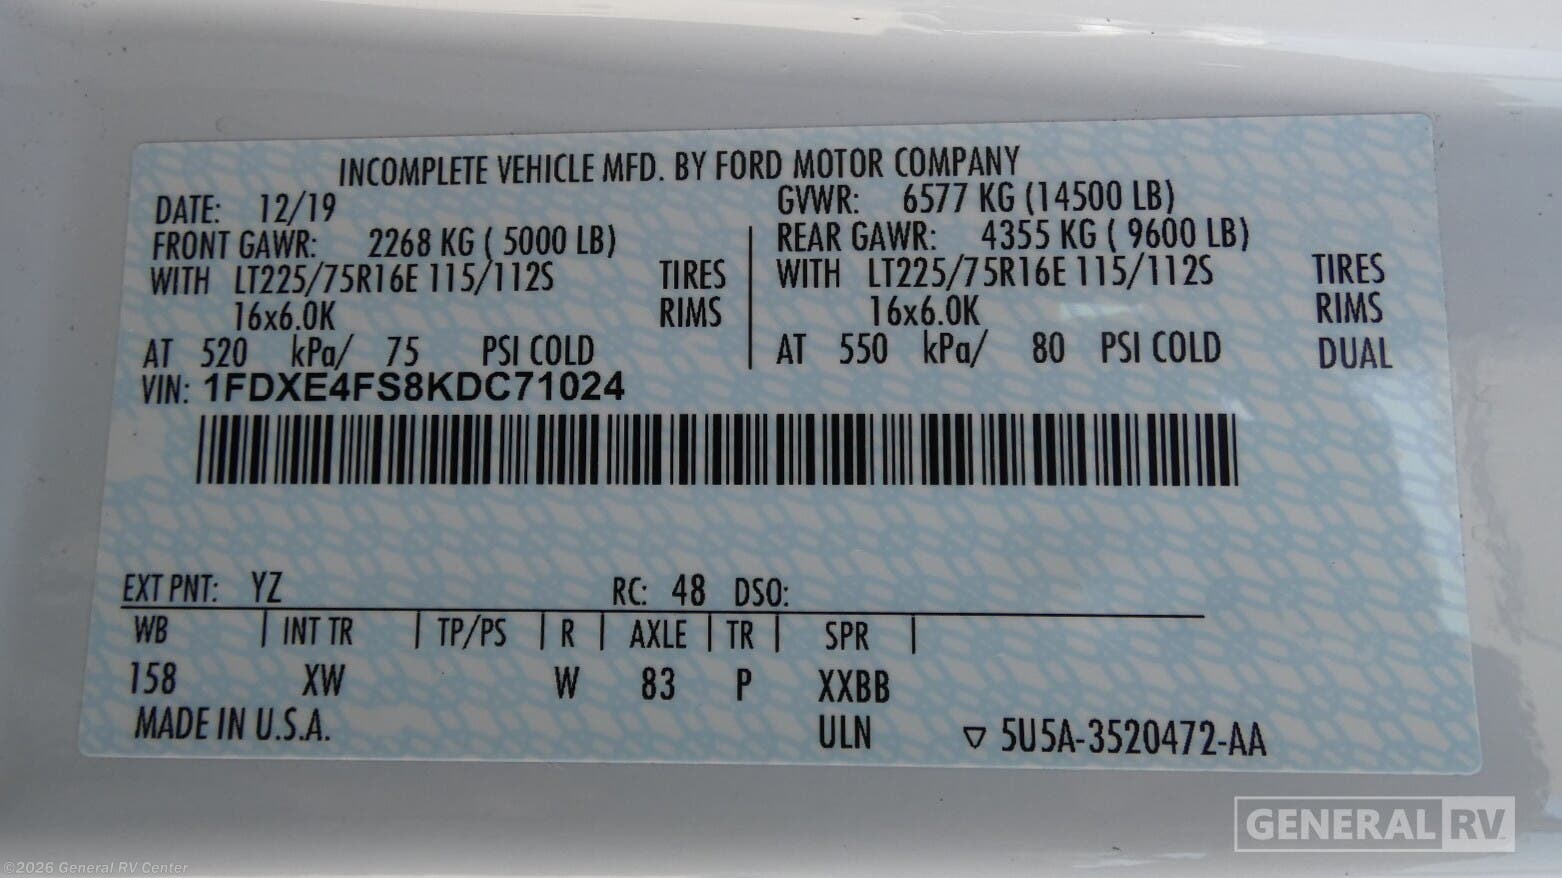 INCOMPLETE VEHICLE MFD. BY FORD MOTOR COMPANY
DATE: 12/19 GVWR: 6577 KG (14500 LB)
FRONT GAWR: 2268 KG ( 5000 LB) REAR GAWR: 4355 KG ( 9600 LB)
WITH LT225/75R16E 115/112S TIRES WITH LT225/75R16E 115/112S TIRES
16x6.0K RIMS 16x6.0K RIMS
AT 520 kPa/ 75 PSI COLD AT 550 kPa/ 80 PSI COLD DUAL
VIN: 1FDXE4FS8KDC71024
EXT PNT: YZ RC: 48 DSO:
WB | INT TR | TP/PS | R | AXLE | TR | SPR |
158 XW W 83 P XXBB
MADE IN U.S.A. ULN ▽ 5U5A-3520472-AA
GENERAL RV
©2026 General RV Center